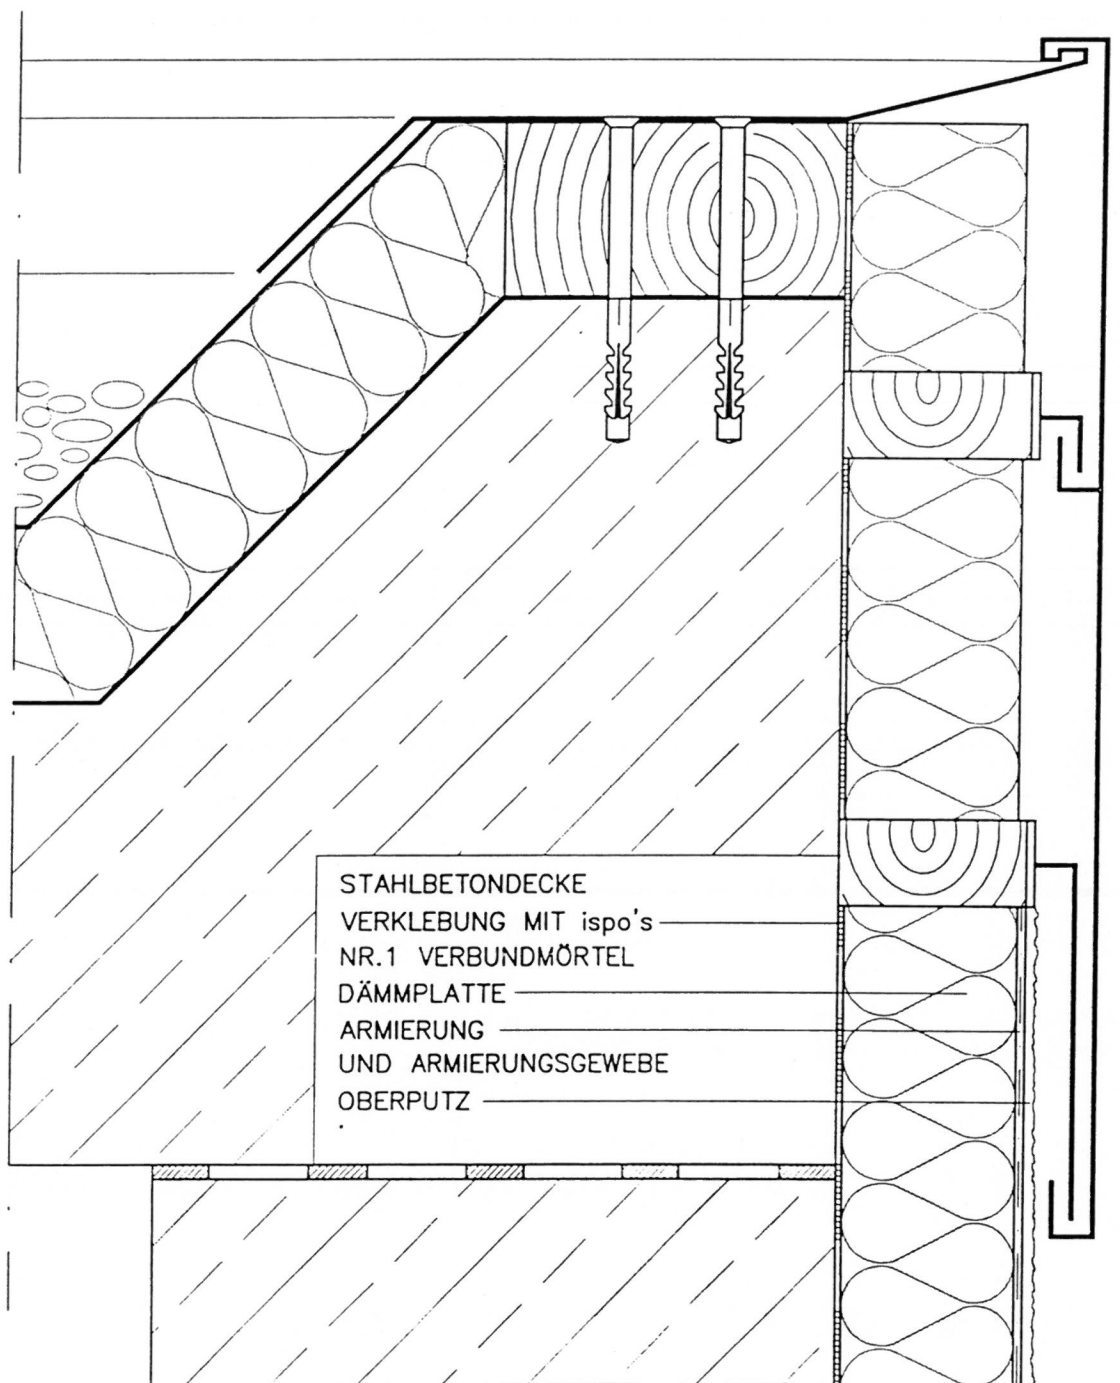 STAHLBETONDECKE
VERKLEBUNG MIT ispo's
NR.1 VERBUNDMÖRTEL
DÄMMPLATTE
ARMIERUNG
UND ARMIERUNGSGEWEBE
OBERPUTZ